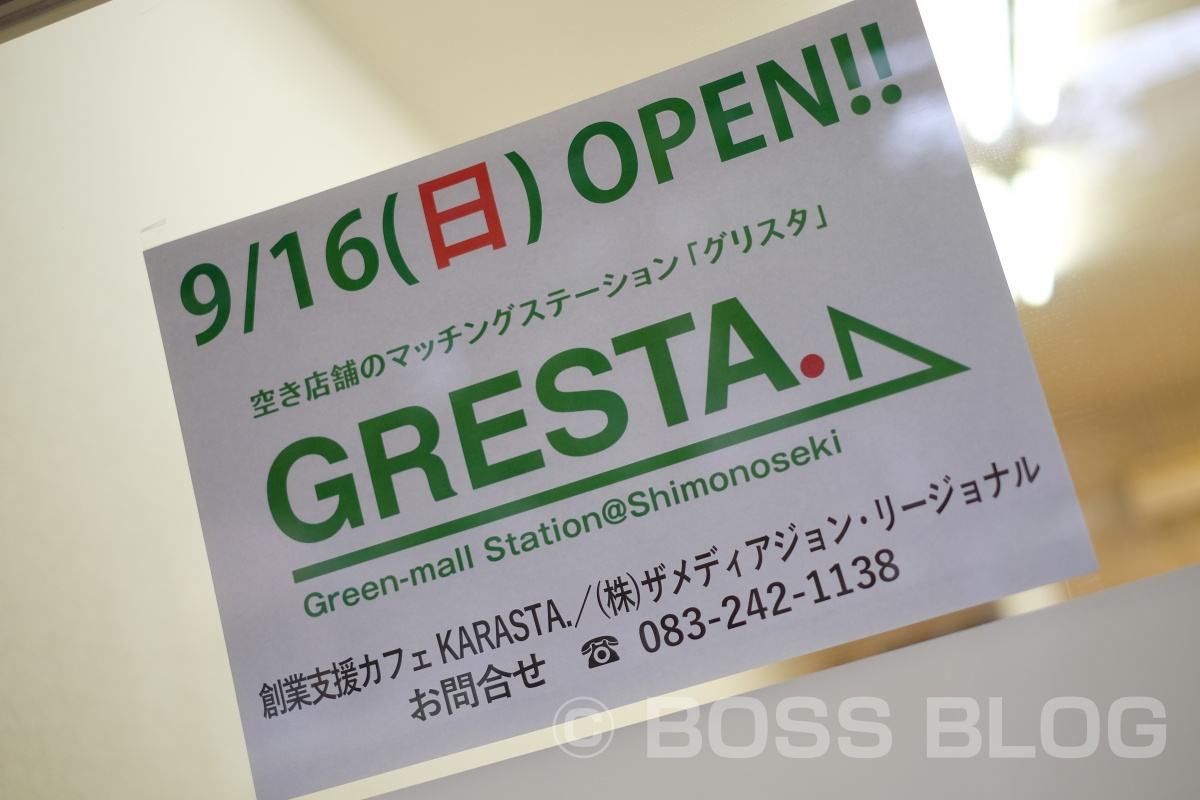 9/16(日) OPEN!!
空き店舗のマッチングステーション「グリスタ」
GRESTA.
Green-mall Station@Shimonoseki
創業支援カフェ KARASTA.／(株)ザメディアジョン・リージョナル
お問合せ ☎ 083-242-1138
© BOSS BLOG